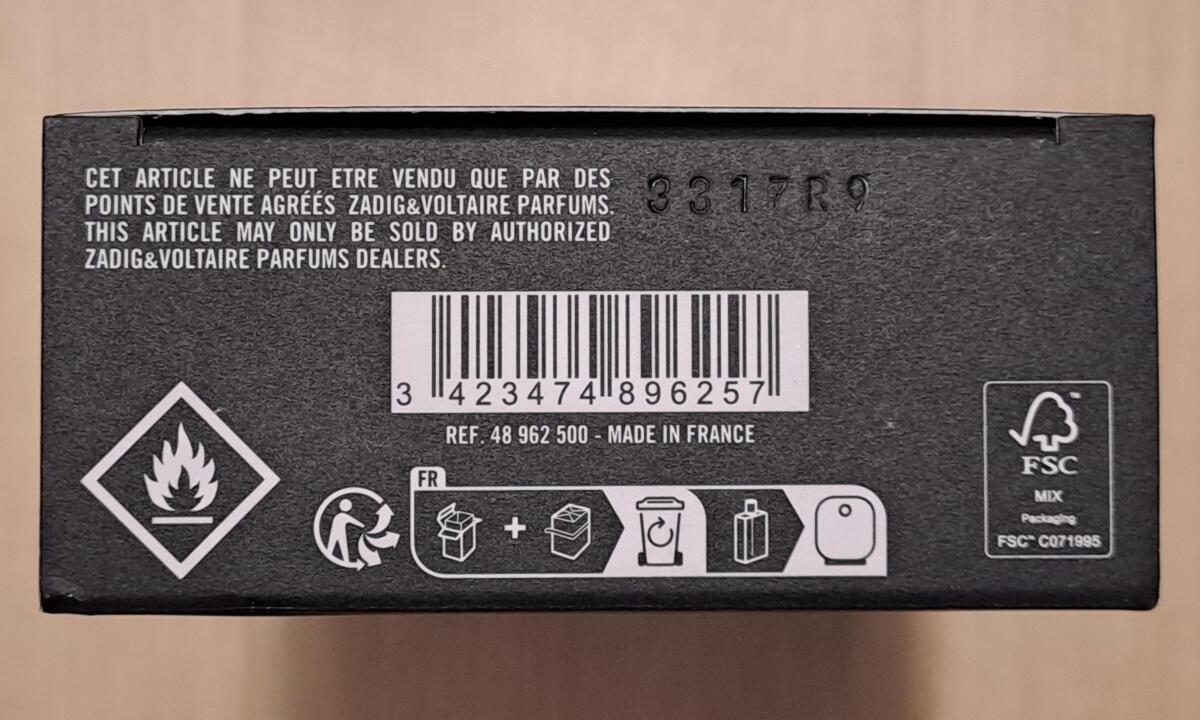 CET ARTICLE NE PEUT ETRE VENDU QUE PAR DES
POINTS DE VENTE AGRÉÉS ZADIG&VOLTAIRE PARFUMS.
THIS ARTICLE MAY ONLY BE SOLD BY AUTHORIZED
ZADIG&VOLTAIRE PARFUMS DEALERS.
3317R9
3 423474 896257
REF. 48 962 500 - MADE IN FRANCE
FR
FSC
MIX
Packaging
FSC™ C071995